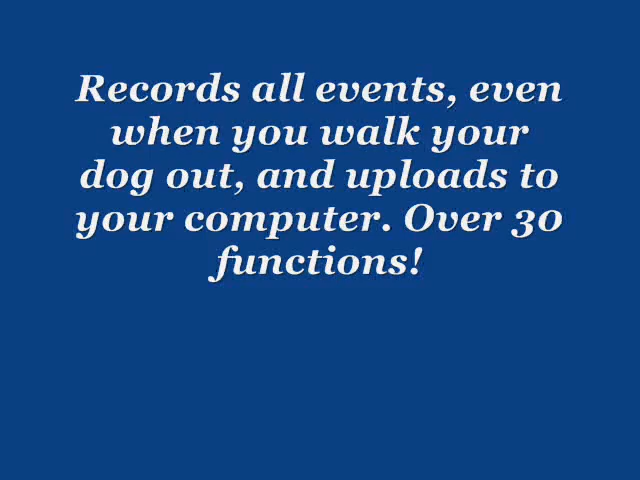 Records all events, even
when you walk your
dog out, and uploads to
your computer. Over 30
functions!